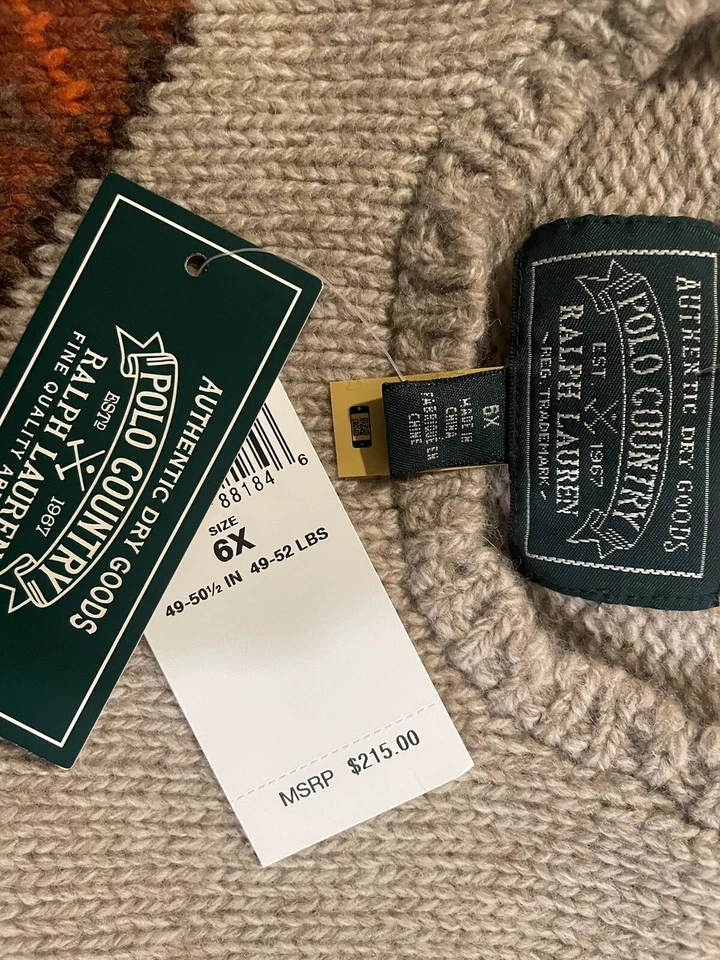 AUTHENTIC DRY GOODS
POLO COUNTRY
EST'D 1967
RALPH LAUREN
FINE QUALITY
88184 6
SIZE
6X
49-50½ IN 49-52 LBS
MSRP $215.00
6X
MADE IN
CHINA
FABRIQUÉ EN
CHINE
AUTHENTIC DRY GOODS
POLO COUNTRY
EST. 1967
RALPH LAUREN
-REG. TRADEMARK-